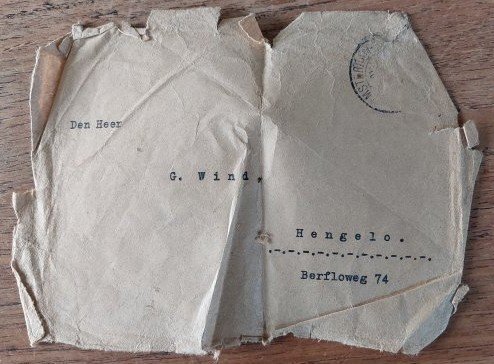 Den Heer
G. Wind,
Hengelo.
.-.-.-.-.-.-.-.-.-.-.
Berfloweg 74